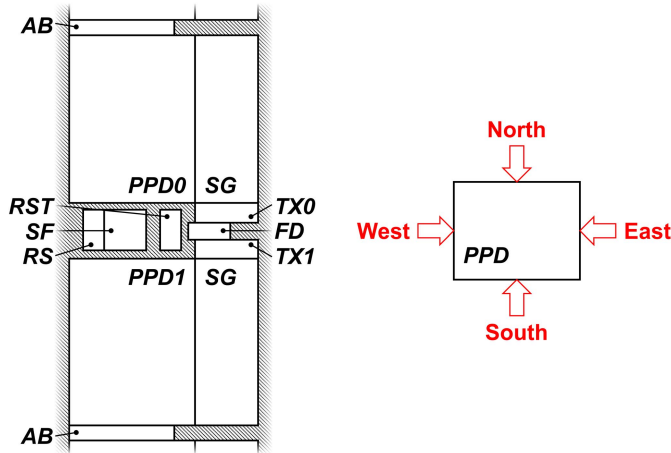 AB
PPD0 SG
RST TX0
SF FD
RS TX1
PPD1 SG
AB
North
West East
PPD
South